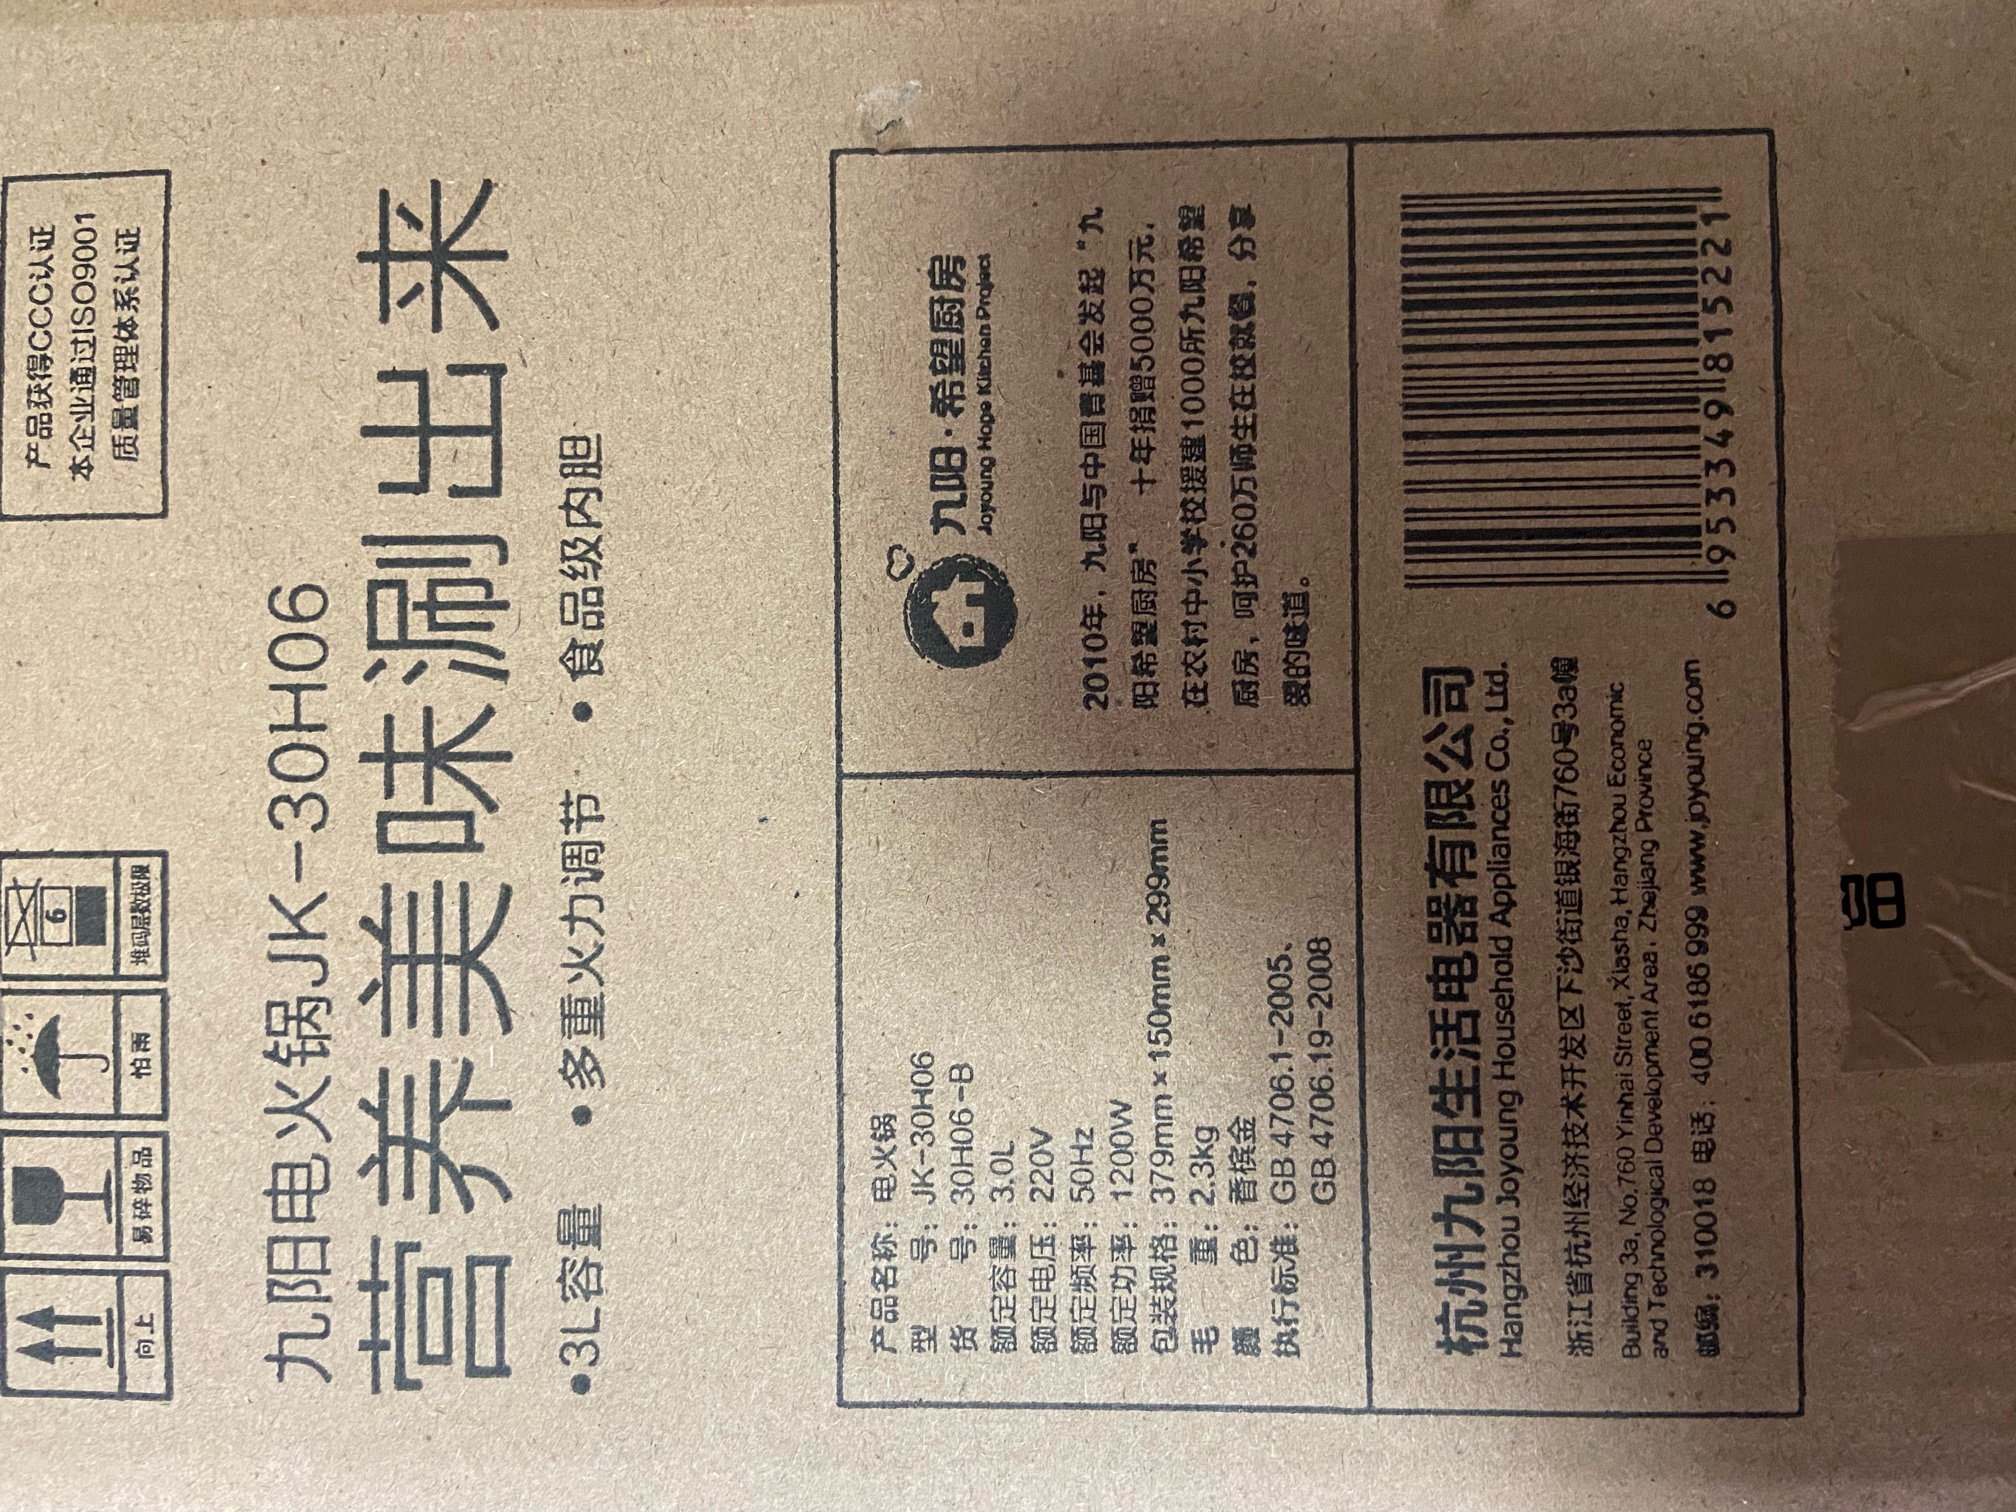 向上
易碎物品
怕雨
6
堆码层数极限
产品获得CCC认证
本企业通过ISO9001
质量管理体系认证
九阳电火锅JK-30H06
营养美味涮出来
•3L容量 •多重火力调节 •食品级内胆
产品名称：电火锅
型 号：JK-30H06
货 号：30H06-B
额定容量：3.0L
额定电压：220V
额定频率：50Hz
额定功率：1200W
包装规格：379mm×150mm×299mm
毛 重：2.3kg
颜 色：香槟金
执行标准：GB 4706.1-2005、
GB 4706.19-2008
九阳·希望厨房
Joyoung Hope Kitchen Project
2010年，九阳与中国青基会发起“九
阳希望厨房” 十年捐赠5000万元，
在农村中小学校援建1000所九阳希望
厨房，呵护260万师生在校就餐，分享
爱的味道。
杭州九阳生活电器有限公司
Hangzhou Joyoung Household Appliances Co., Ltd.
浙江省杭州经济技术开发区下沙街道银海街760号3a幢
Building 3a, No.760 Yinhai Street, Xiasha, Hangzhou Economic
and Technological Development Area, Zhejiang Province
邮编：310018 电话：400 6186 999 www.joyoung.com
6 953349 815221